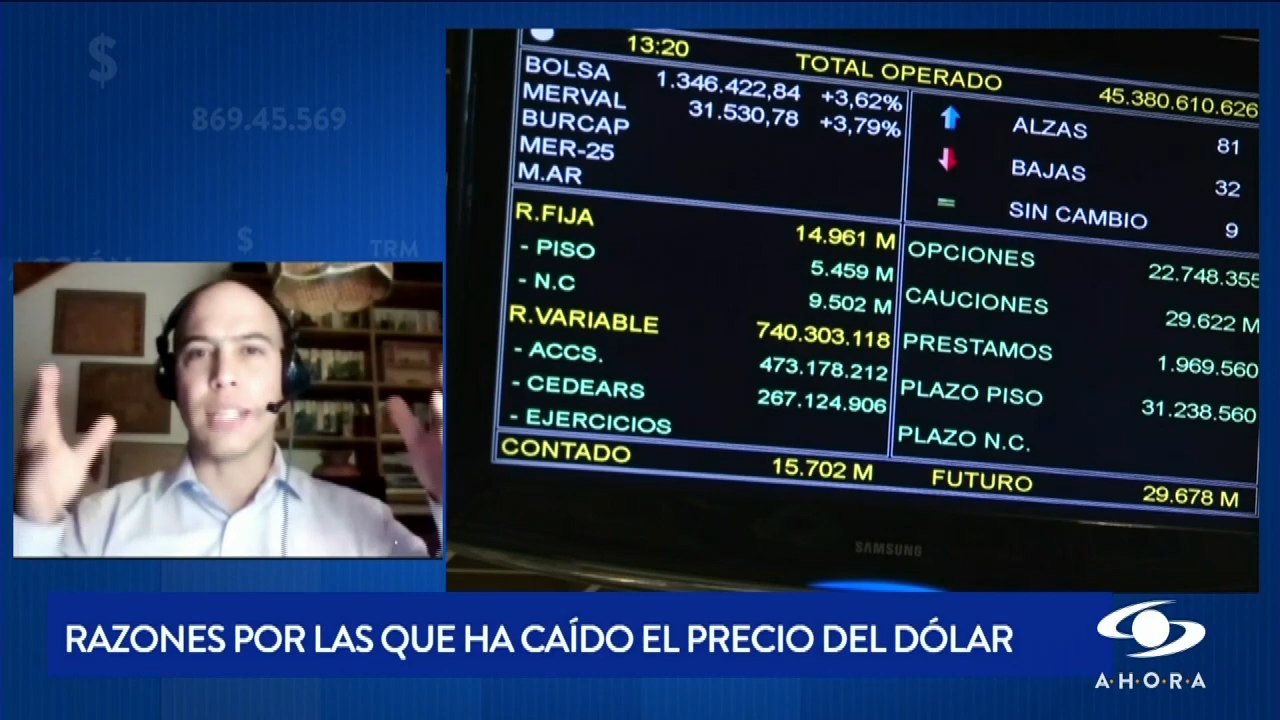 $
869.45.569
$
TRM
ACCIÓN
13:20
TOTAL OPERADO
45.380.610.626
BOLSA 1.346.422,84 +3,62%
MERVAL 31.530,78 +3,79%
BURCAP
MER-25
M.AR
ALZAS 81
BAJAS 32
= SIN CAMBIO 9
R.FIJA 14.961 M
- PISO 5.459 M
- N.C 9.502 M
R.VARIABLE 740.303.118
- ACCS. 473.178.212
- CEDEARS 267.124.906
- EJERCICIOS
OPCIONES 22.748.355
CAUCIONES 29.622 M
PRESTAMOS 1.969.560
PLAZO PISO 31.238.560
PLAZO N.C.
CONTADO 15.702 M FUTURO 29.678 M
SAMSUNG
RAZONES POR LAS QUE HA CAÍDO EL PRECIO DEL DÓLAR
A·H·O·R·A